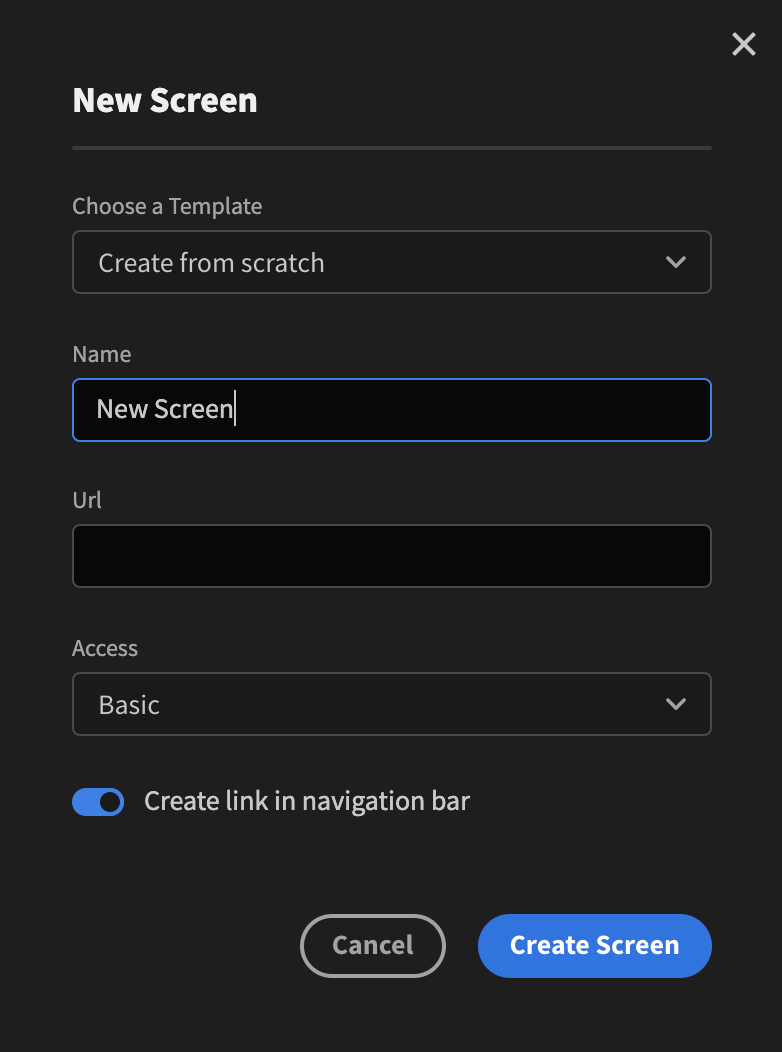 New Screen
Choose a Template
Create from scratch
Name
New Screen
Url
Access
Basic
Create link in navigation bar
Cancel
Create Screen